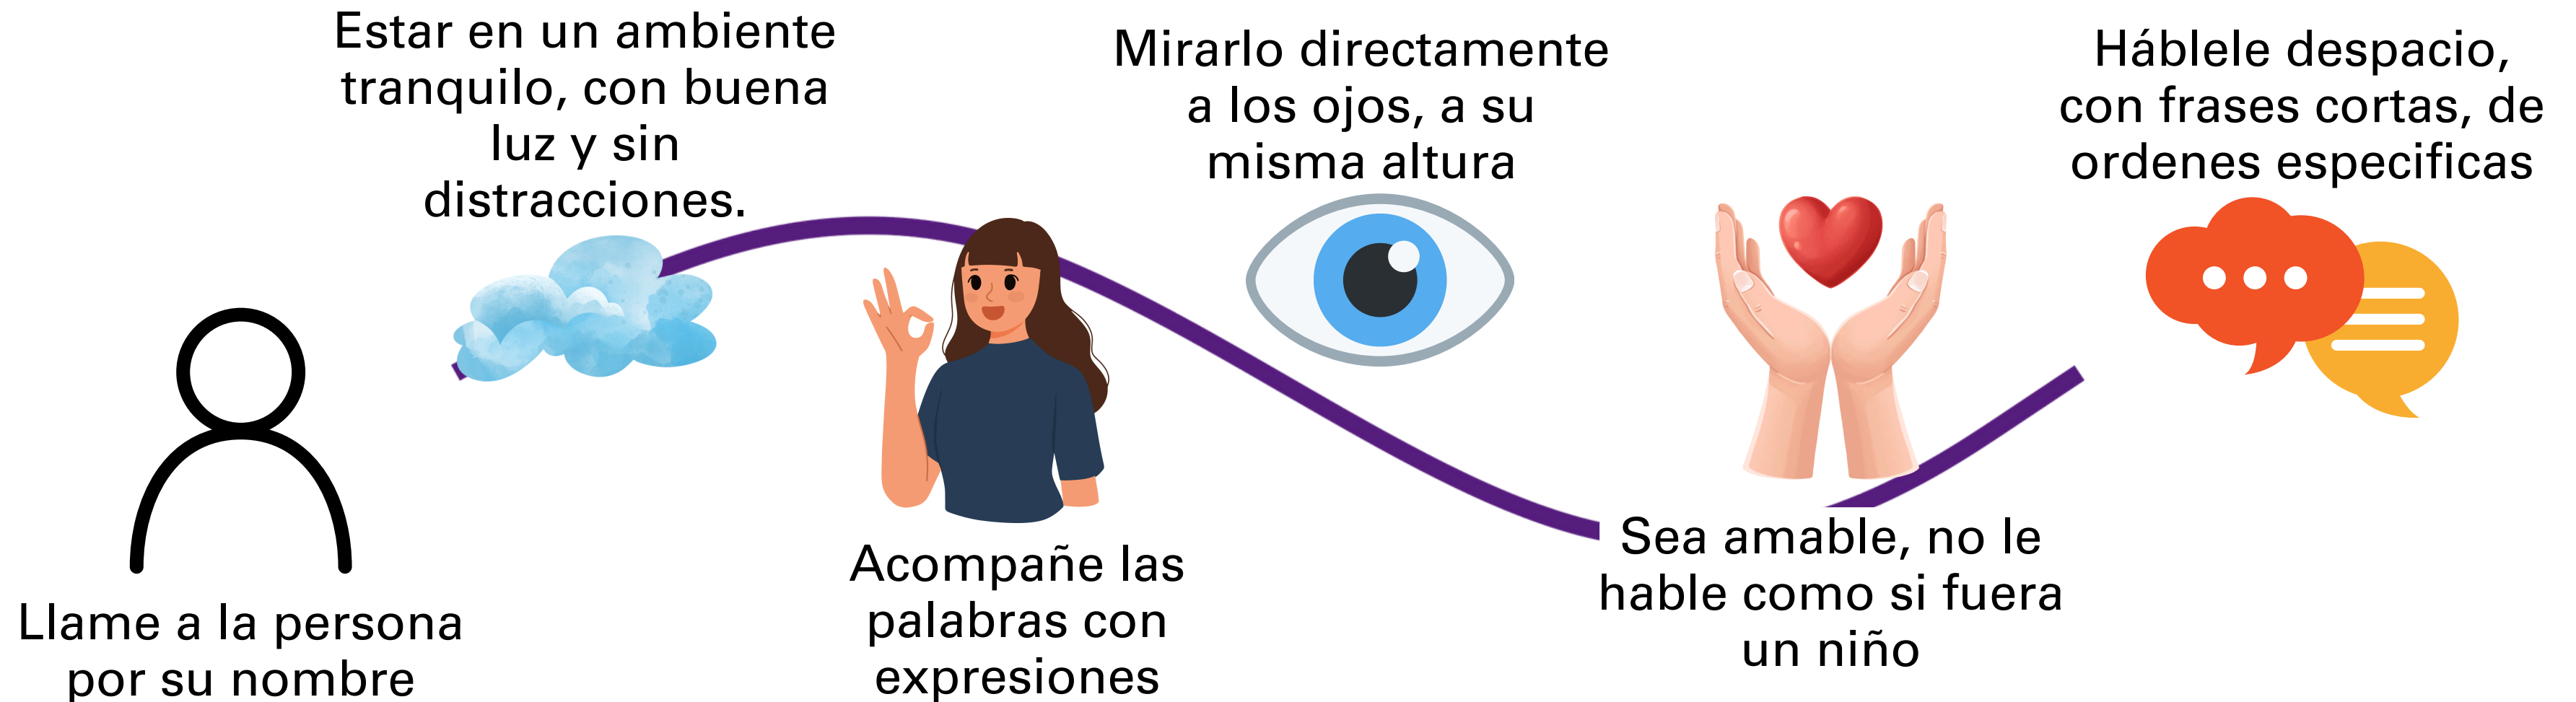 Llame a la persona
por su nombre
Estar en un ambiente
tranquilo, con buena
luz y sin
distracciones.
Acompañe las
palabras con
expresiones
Mirarlo directamente
a los ojos, a su
misma altura
Sea amable, no le
hable como si fuera
un niño
Háblele despacio,
con frases cortas, de
ordenes especificas